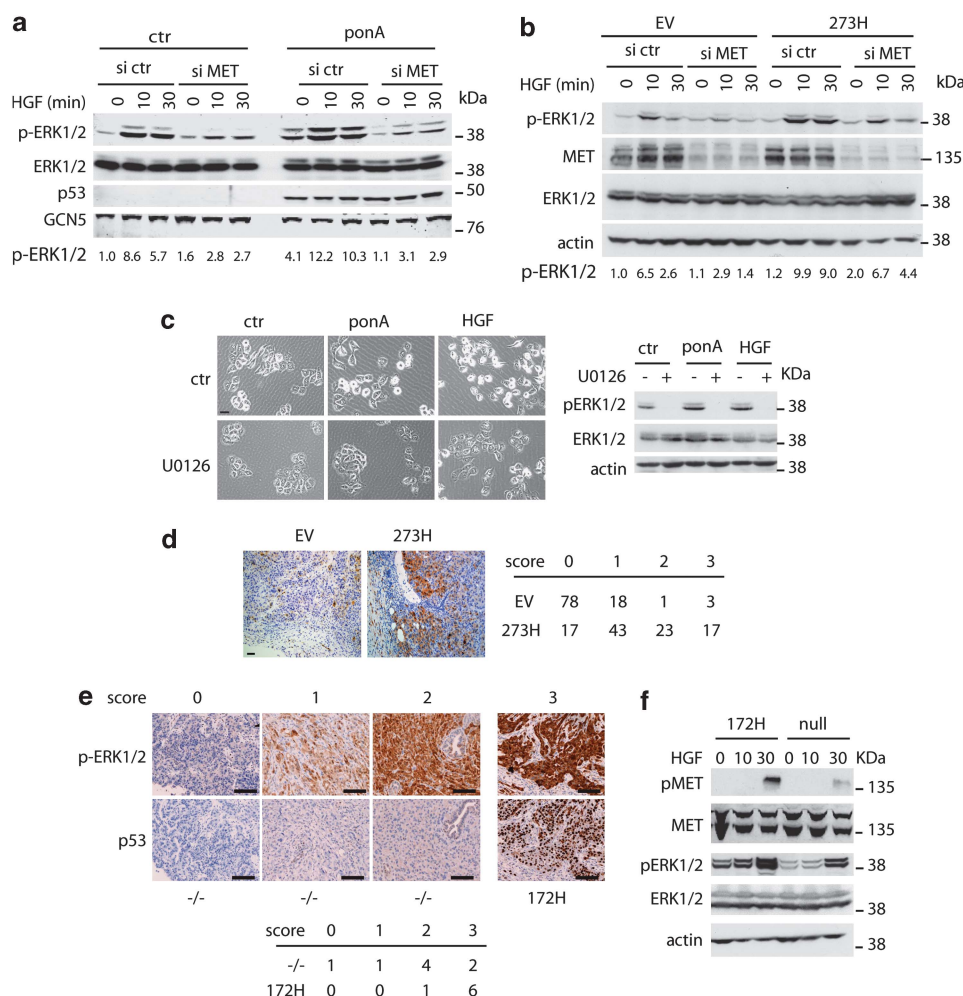 a
ctr ponA
si ctr si MET si ctr si MET
HGF (min) 0 10 30 0 10 30 0 10 30 0 10 30 kDa
p-ERK1/2 38
ERK1/2 38
p53 50
GCN5 76
p-ERK1/2 1.0 8.6 5.7 1.6 2.8 2.7 4.1 12.2 10.3 1.1 3.1 2.9
b
EV 273H
si ctr si MET si ctr si MET
HGF (min) 0 10 30 0 10 30 0 10 30 0 10 30 kDa
p-ERK1/2 38
MET 135
ERK1/2 38
actin 38
p-ERK1/2 1.0 6.5 2.6 1.1 2.9 1.4 1.2 9.9 9.0 2.0 6.7 4.4
c
ctr ponA HGF
ctr
U0126
ctr ponA HGF
U0126 - + - + - + KDa
pERK1/2 38
ERK1/2 38
actin 38
d
EV 273H
score 0 1 2 3
EV 78 18 1 3
273H 17 43 23 17
e
score 0 1 2 3
p-ERK1/2
p53
-/- -/- -/- 172H
score 0 1 2 3
-/- 1 1 4 2
172H 0 0 1 6
f
172H null
HGF 0 10 30 0 10 30 KDa
pMET 135
MET 135
pERK1/2 38
ERK1/2 38
actin 38